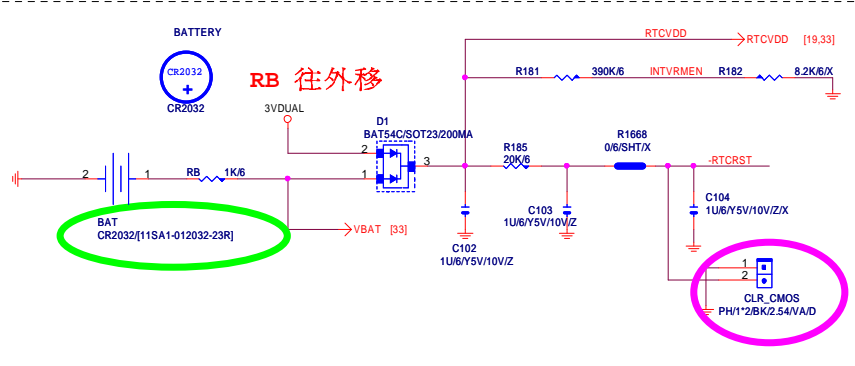 BATTERY
RTCVDD
RTCVDD [19,33]
CR2032
+
CR2032
RB 往外移
R181 390K/6 INTVRMEN R182 8.2K/6/X
3VDUAL
D1
BAT54C/SOT23/200MA
2
3
1
R185
20K/6
R1668
0/6/SHT/X
-RTCRST
2 1 RB 1K/6
BAT
CR2032/[11SA1-012032-23R]
VBAT [33]
C102
1U/6/Y5V/10V/Z
C103
1U/6/Y5V/10V/Z
C104
1U/6/Y5V/10V/Z/X
1
2
CLR_CMOS
PH/1*2/BK/2.54/VA/D